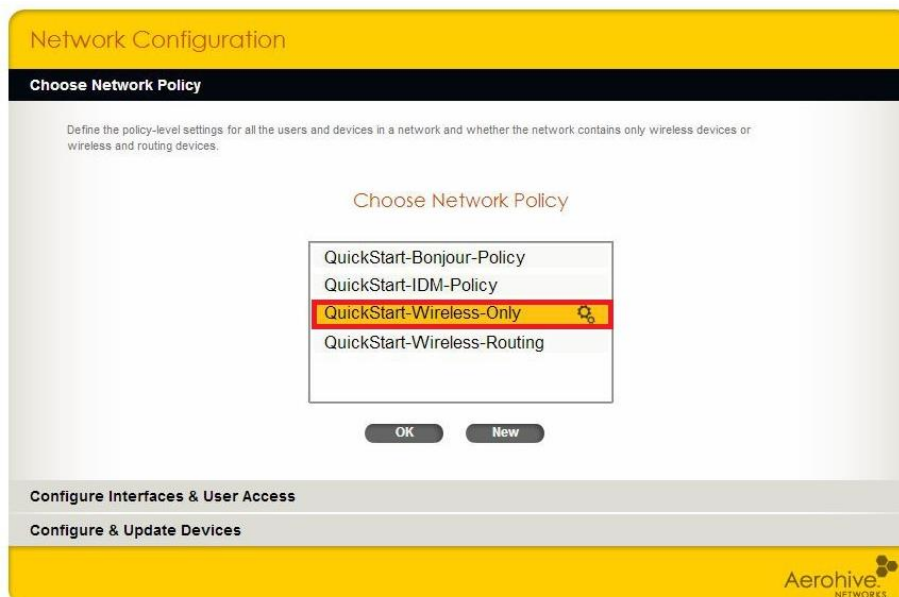 Network Configuration
Choose Network Policy
Define the policy-level settings for all the users and devices in a network and whether the network contains only wireless devices or
wireless and routing devices.
Choose Network Policy
QuickStart-Bonjour-Policy
QuickStart-IDM-Policy
QuickStart-Wireless-Only
QuickStart-Wireless-Routing
OK New
Configure Interfaces & User Access
Configure & Update Devices
Aerohive.
NETWORKS